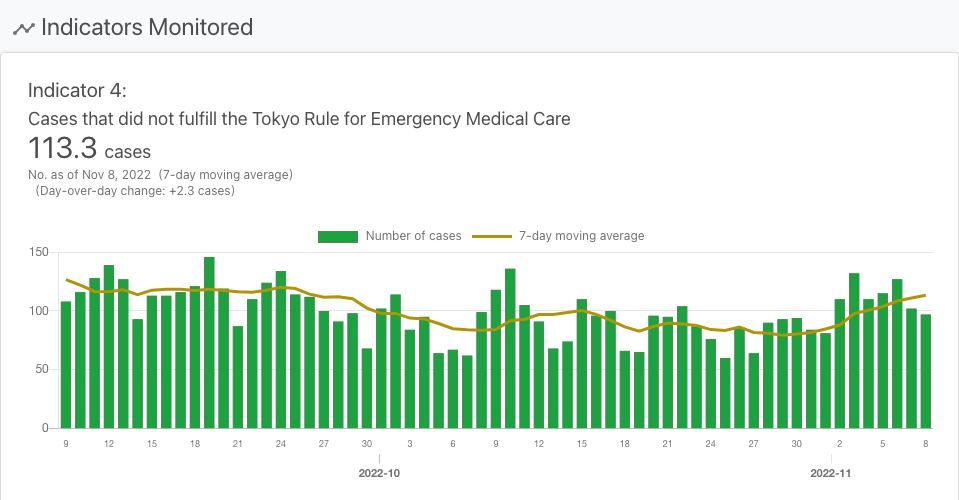 Indicators Monitored
Indicator 4:
Cases that did not fulfill the Tokyo Rule for Emergency Medical Care
113.3 cases
No. as of Nov 8, 2022 (7-day moving average)
(Day-over-day change: +2.3 cases)
Number of cases 7-day moving average
150
100
50
0
9 12 15 18 21 24 27 30 3 6 9 12 15 18 21 24 27 30 2 5 8
2022-10 2022-11